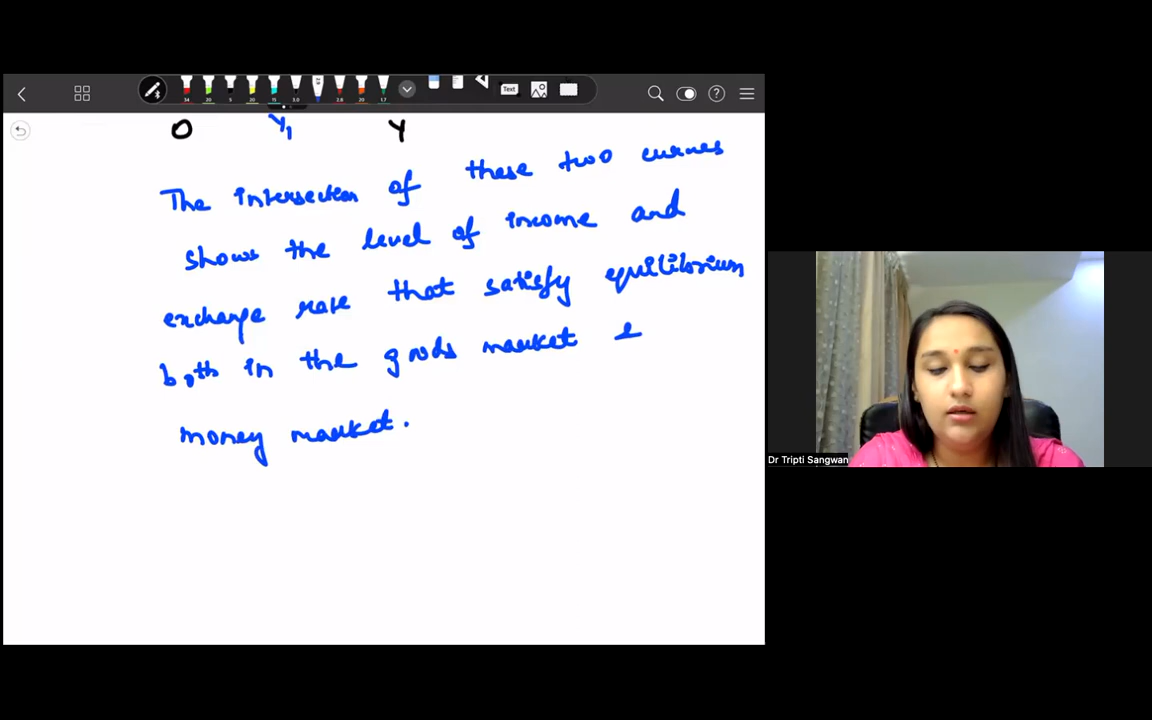 Text
O Y1 Y
The intersection of these two curves
shows the level of income and
exchange rate that satisfy equilibrium
both in the goods market &
money market.
Dr Tripti Sangwan